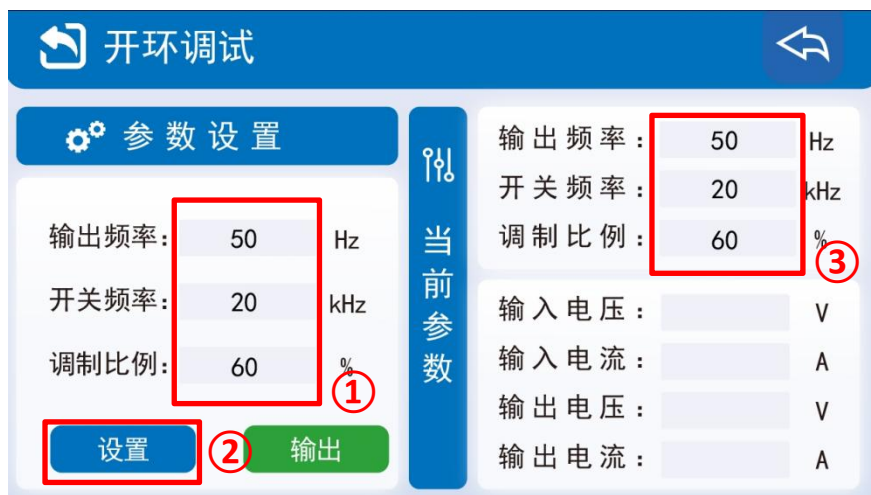 开环调试
参数设置
输出频率: 50 Hz
开关频率: 20 kHz
调制比例: 60 %
①
设置 ② 输出
当前参数
输出频率: 50 Hz
开关频率: 20 kHz
调制比例: 60 %
③
输入电压: V
输入电流: A
输出电压: V
输出电流: A